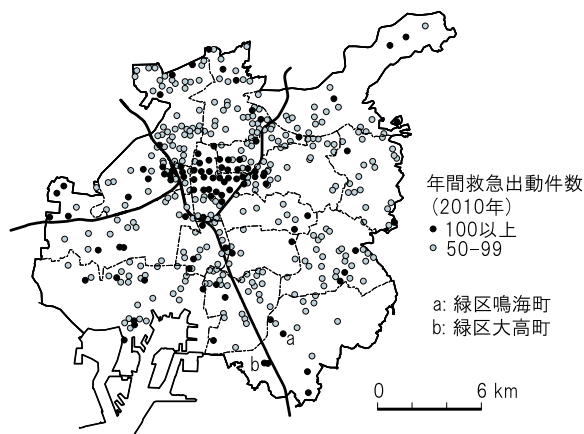 年間救急出動件数
(2010年)
100以上
50-99
a: 緑区鳴海町
b: 緑区大高町
a
b
0 6 km